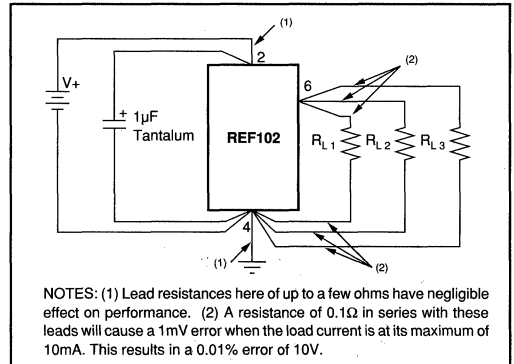 (1)
2
V+
+
1µF
Tantalum
REF102
6
(2)
R L 1
R L 2
R L 3
4
(1)
(2)
NOTES: (1) Lead resistances here of up to a few ohms have negligible
effect on performance. (2) A resistance of 0.1Ω in series with these
leads will cause a 1mV error when the load current is at its maximum of
10mA. This results in a 0.01% error of 10V.